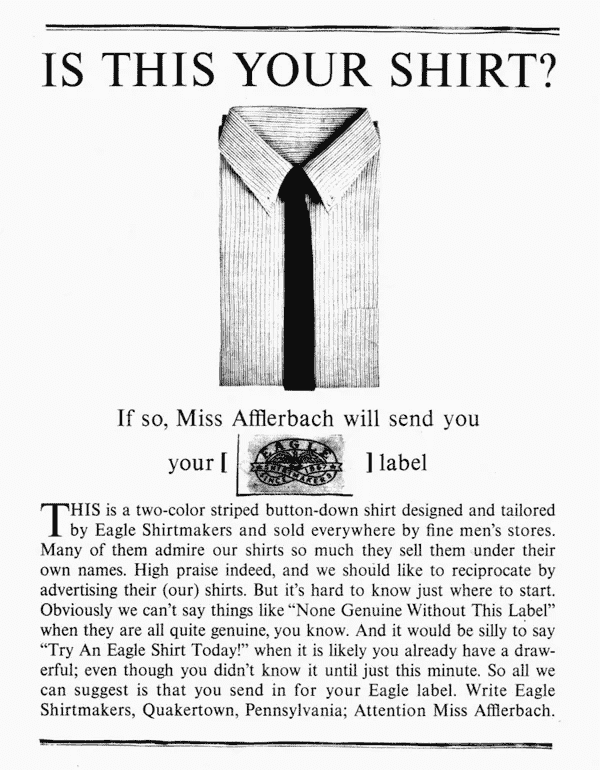 IS THIS YOUR SHIRT?
If so, Miss Afflerbach will send you
your [ EAGLE SHIRTMAKERS SINCE 1867 ] label
THIS is a two-color striped button-down shirt designed and tailored
by Eagle Shirtmakers and sold everywhere by fine men's stores.
Many of them admire our shirts so much they sell them under their
own names. High praise indeed, and we should like to reciprocate by
advertising their (our) shirts. But it's hard to know just where to start.
Obviously we can't say things like “None Genuine Without This Label”
when they are all quite genuine, you know. And it would be silly to say
“Try An Eagle Shirt Today!” when it is likely you already have a draw-
erful; even though you didn't know it until just this minute. So all we
can suggest is that you send in for your Eagle label. Write Eagle
Shirtmakers, Quakertown, Pennsylvania; Attention Miss Afflerbach.